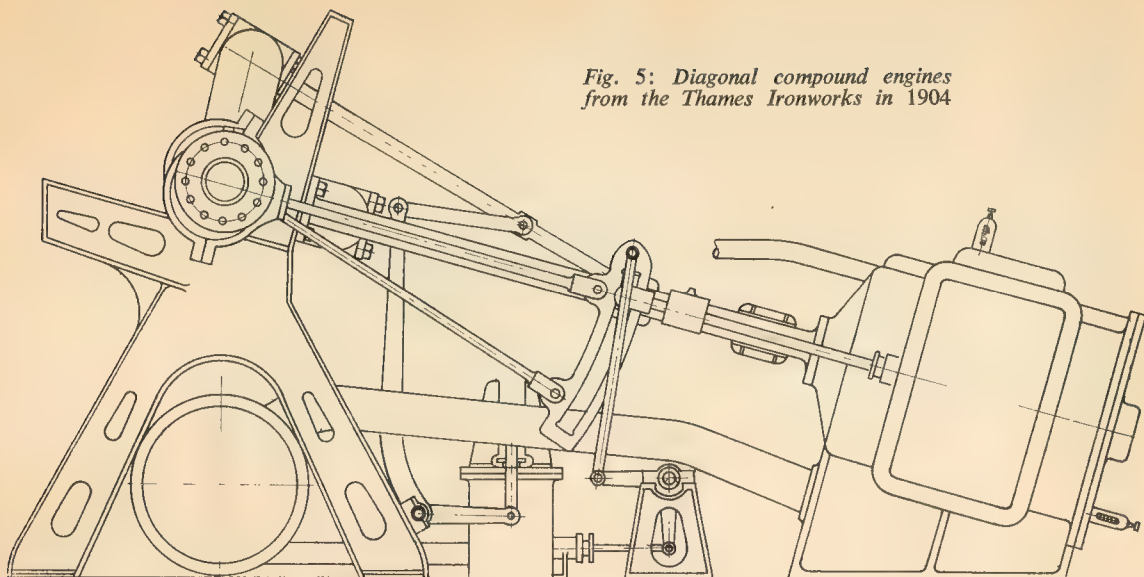 Fig. 5: Diagonal compound engines
from the Thames Ironworks in 1904